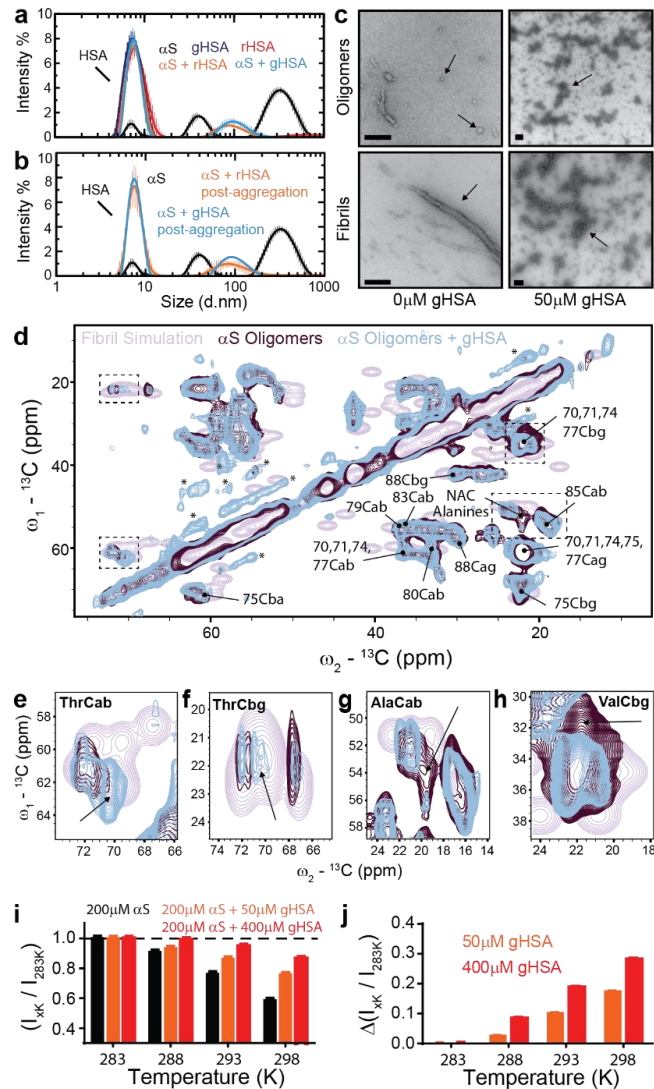 a
Intensity %
10
8
6
4
2
0
HSA
αS gHSA rHSA
αS + rHSA αS + gHSA
b
Intensity %
10
8
6
4
2
0
HSA
αS
αS + rHSA
post-aggregation
αS + gHSA
post-aggregation
1 10 100 1000
Size (d.nm)
c
Oligomers
Fibrils
0μM gHSA 50μM gHSA
d
Fibril Simulation αS Oligomers αS Oligomers + gHSA
ω1 - 13C (ppm)
20
40
60
* * * * * * * *
70,71,74
77Cbg
88Cbg
79Cab
83Cab
NAC
Alanines
85Cab
70,71,74,
77Cab
88Cag
70,71,74,75,
77Cag
80Cab
75Cba
75Cbg
60 40 20
ω2 - 13C (ppm)
e ThrCab
ω1 - 13C (ppm)
58
60
62
64
72 70 68 66
f ThrCbg
20
21
22
23
24
72 70 68 66
g AlaCab
50
52
54
56
58
24 22 20 18 16 14
h ValCbg
30
32
34
36
38
24 22 20 18
ω2 - 13C (ppm)
i
200μM αS 200μM αS + 50μM gHSA
200μM αS + 400μM gHSA
(IxK / I283K)
1.0
0.8
0.6
0.4
283 288 293 298
Temperature (K)
j
50μM gHSA
400μM gHSA
Δ(IxK / I283K)
0.4
0.3
0.2
0.1
0.0
283 288 293 298
Temperature (K)